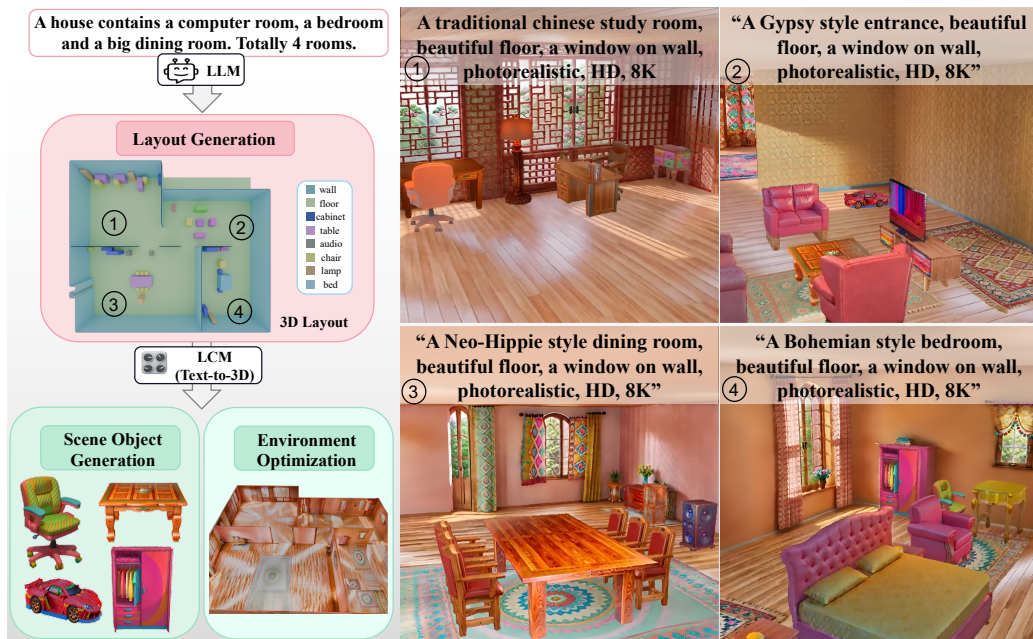 A house contains a computer room, a bedroom
and a big dining room. Totally 4 rooms.
LLM
Layout Generation
1
2
3
4
wall
floor
cabinet
table
audio
chair
lamp
bed
3D Layout
LCM
(Text-to-3D)
Scene Object
Generation
Environment
Optimization
A traditional chinese study room,
beautiful floor, a window on wall,
photorealistic, HD, 8K
1
“A Gypsy style entrance, beautiful
floor, a window on wall,
photorealistic, HD, 8K”
2
“A Neo-Hippie style dining room,
beautiful floor, a window on wall,
photorealistic, HD, 8K”
3
“A Bohemian style bedroom,
beautiful floor, a window on wall,
photorealistic, HD, 8K”
4